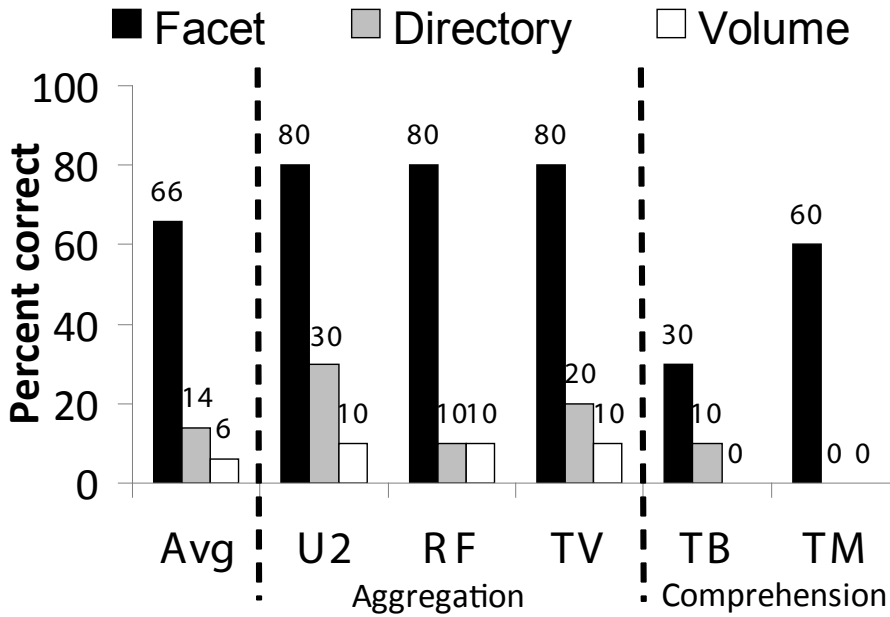 Facet Directory Volume
Percent correct
100
80
60
40
20
0
66 14 6
80 30 10
80 10 10
80 20 10
30 10 0
60 0 0
Avg U2 RF TV TB TM
Aggregation Comprehension